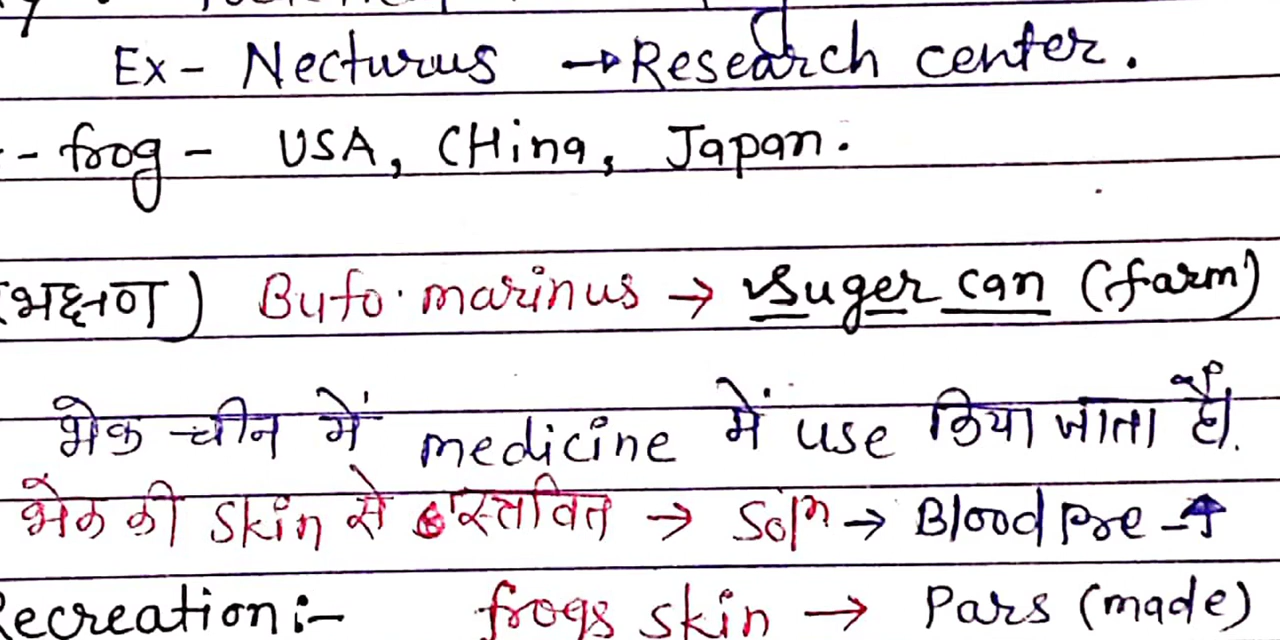 Ex - Necturus → Research center.
- frog - USA, CHina, Japan.
(भक्षण) Bufo marinus → Suger can (farm)
भेक चीन में medicine में use किया जाता है।
भेक की skin से स्तवित → Solⁿ → Blood pre - ↑
Recreation :- frogs skin → Pars (made)